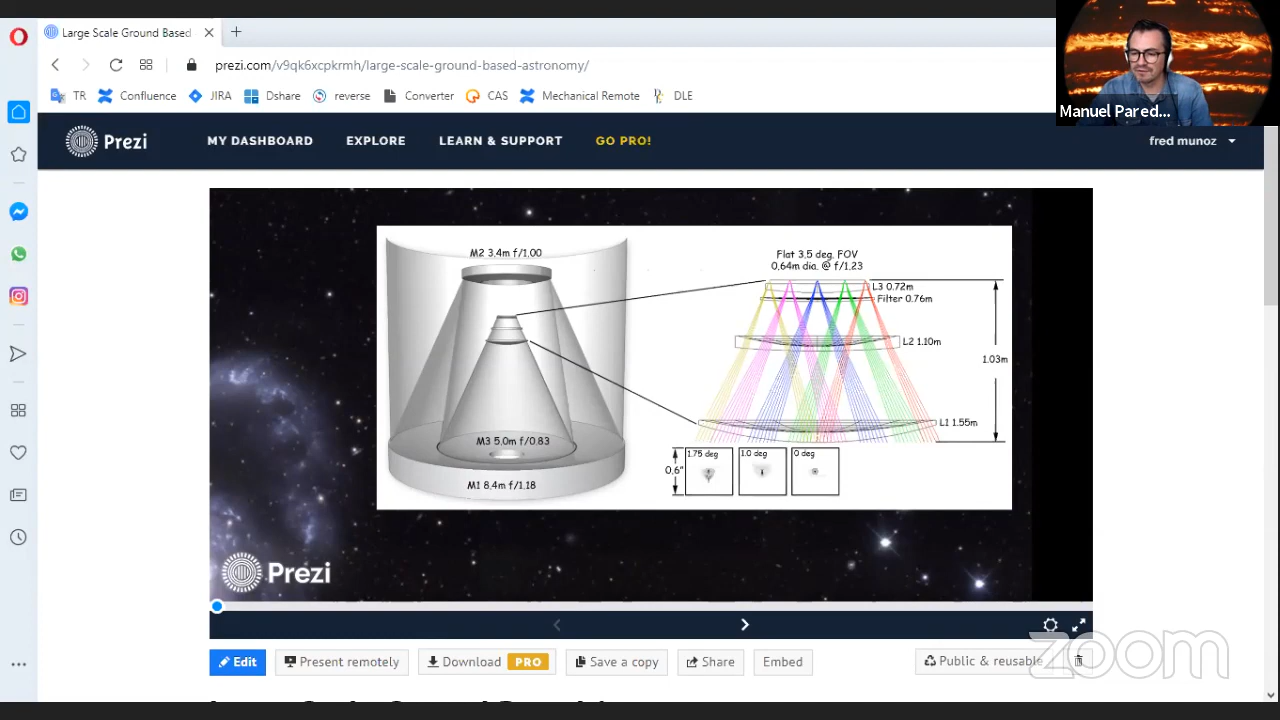 Large Scale Ground Based
prezi.com/v9qk6xcpkrmh/large-scale-ground-based-astronomy/
TR Confluence JIRA Dshare reverse Converter CAS Mechanical Remote DLE
Manuel Pared...
Prezi MY DASHBOARD EXPLORE LEARN & SUPPORT GO PRO! fred munoz
M2 3.4m f/1.00
Flat 3.5 deg. FOV
0.64m dia. @ f/1.23
L3 0.72m
Filter 0.76m
L2 1.10m
1.03m
L1 1.55m
M3 5.0m f/0.83
M1 8.4m f/1.18
0.6"
1.75 deg 1.0 deg 0 deg
Prezi
Edit Present remotely Download PRO Save a copy Share Embed Public & reusable
zoom